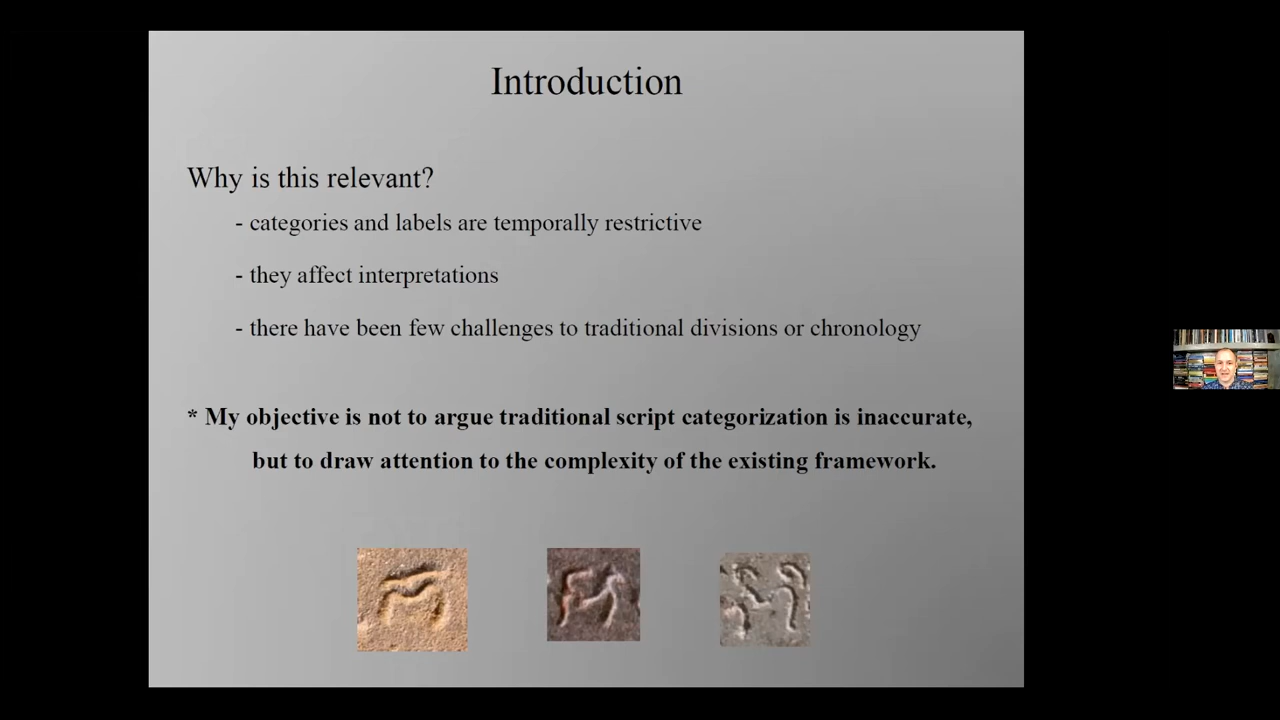 Introduction
Why is this relevant?
- categories and labels are temporally restrictive
- they affect interpretations
- there have been few challenges to traditional divisions or chronology
* My objective is not to argue traditional script categorization is inaccurate,
but to draw attention to the complexity of the existing framework.